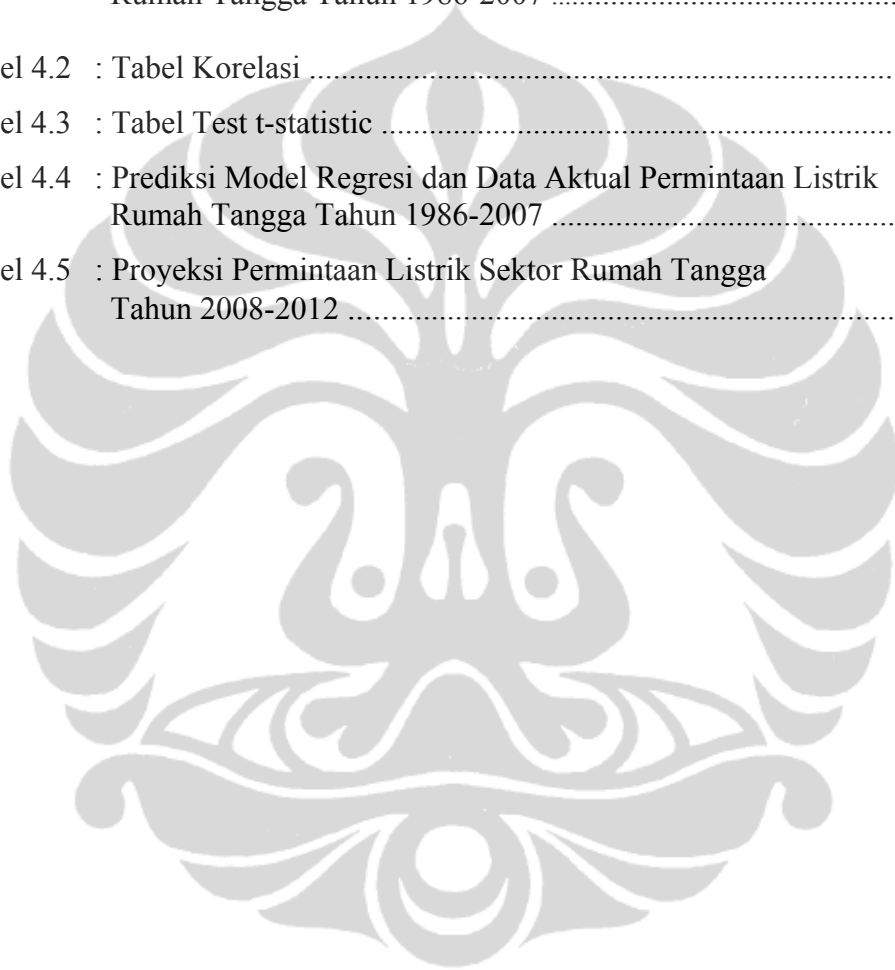 Rumah Tangga Tahun 1986-2007 ...............................................
el 4.2 : Tabel Korelasi ...........................................................................
el 4.3 : Tabel Test t-statistic ..................................................................
el 4.4 : Prediksi Model Regresi dan Data Aktual Permintaan Listrik
Rumah Tangga Tahun 1986-2007 ............................................
el 4.5 : Proyeksi Permintaan Listrik Sektor Rumah Tangga
Tahun 2008-2012 ......................................................................